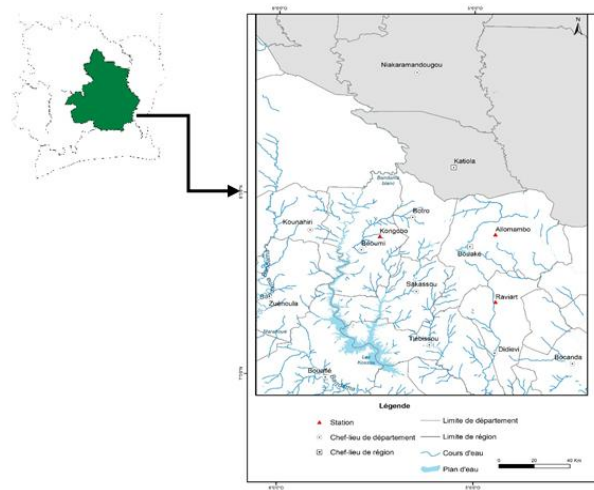 N
Niakaramandougou
Katiola
Bandama
blanc
Botro
Kounahiri
Kongobo
Allomambo
Béoumi
Bouaké
Sakassou
Zuénoula
Raviart
Tiébissou
Didiévi
Lac
Kossou
Bocanda
Bouaflé
Légende
Station
Limite de département
Chef-lieu de département
Limite de région
Chef-lieu de région
Cours d'eau
Plan d'eau
0 20 40 Km